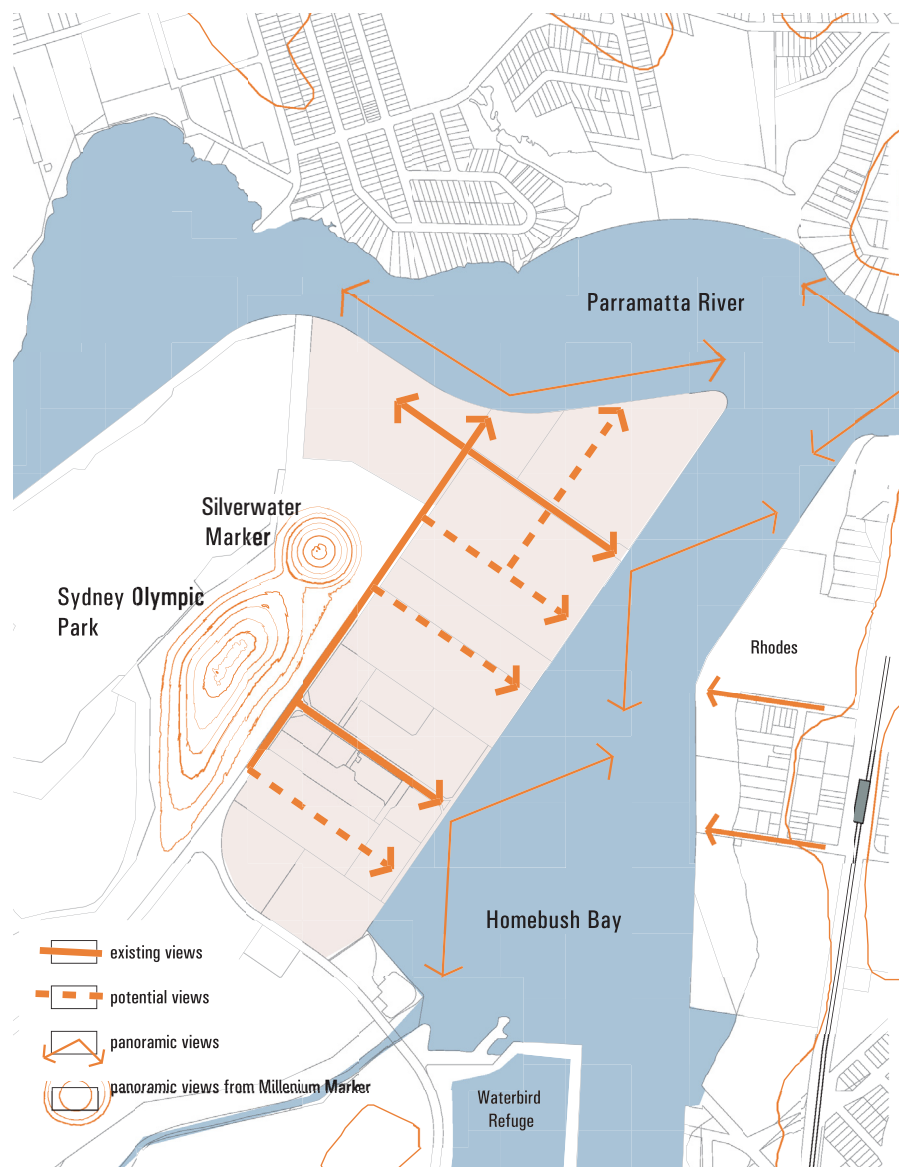 Parramatta River
Silverwater
Marker
Sydney Olympic
Park
Rhodes
Homebush Bay
existing views
potential views
panoramic views
panoramic views from Millenium Marker
Waterbird
Refuge